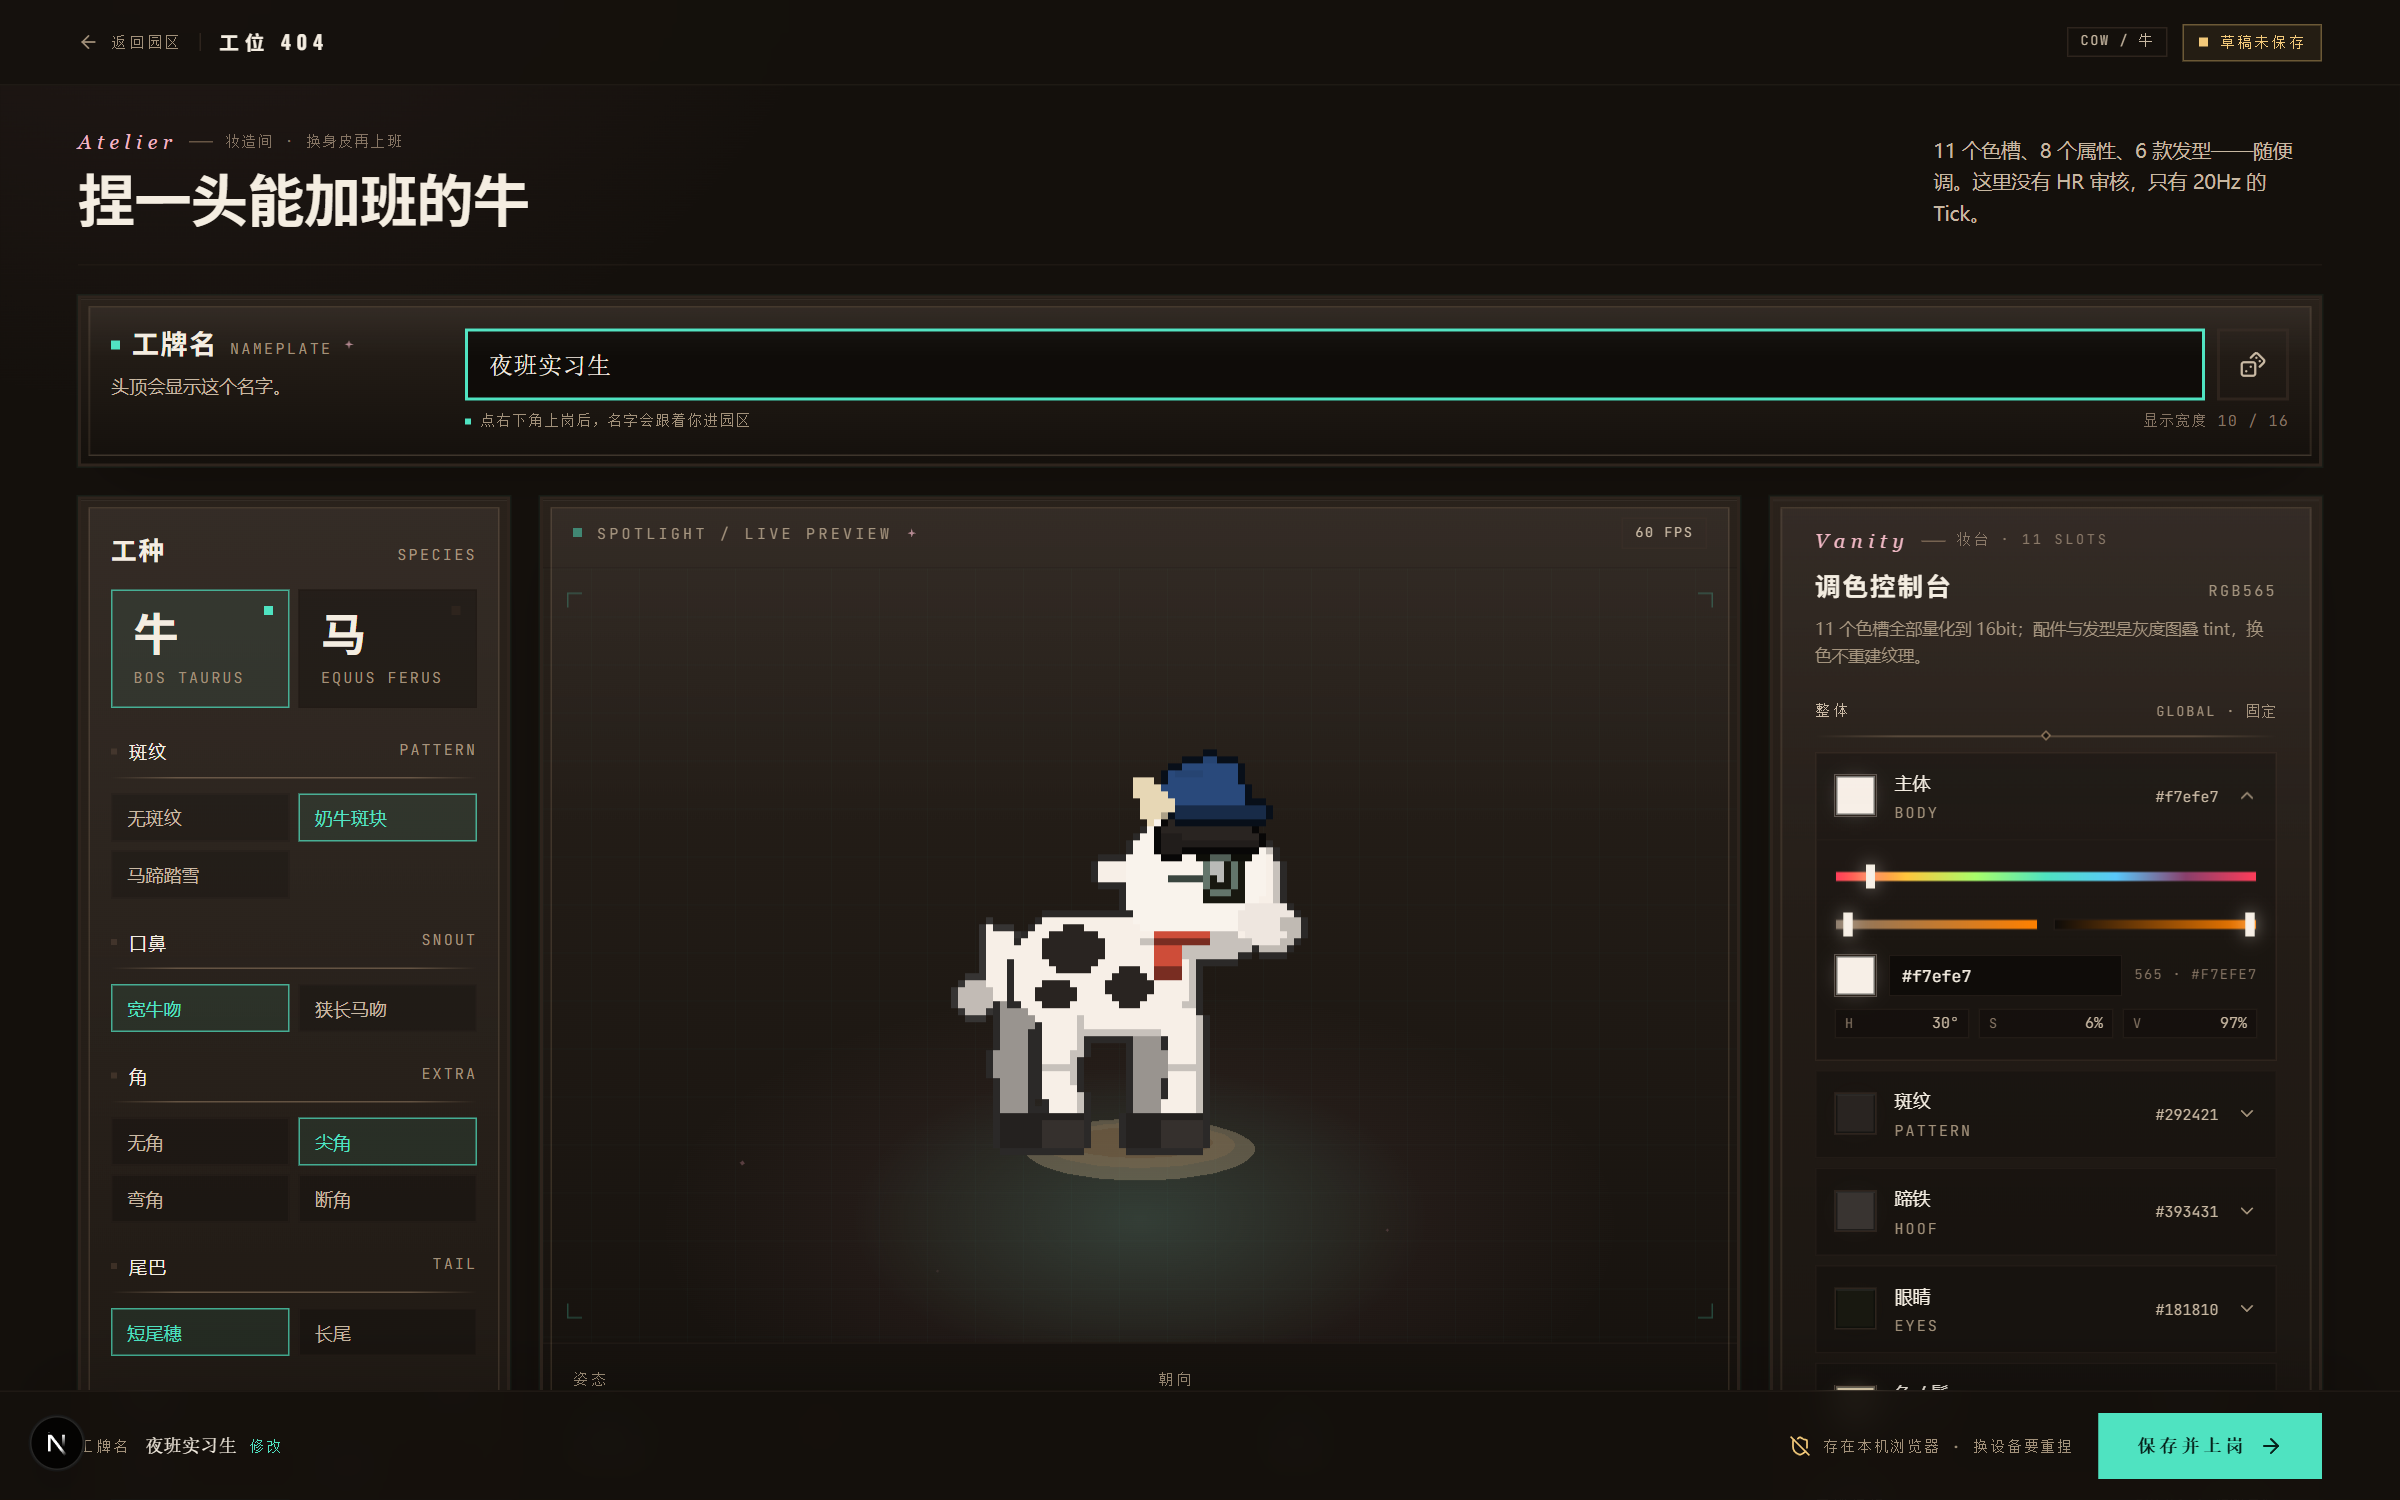 返回园区
工位 404
COW / 牛
草稿未保存
Atelier — 妆造间 · 换身皮再上班
捏一头能加班的牛
11 个色槽、8 个属性、6 款发型——随便
调。这里没有 HR 审核，只有 20Hz 的
Tick。
工牌名 NAMEPLATE
头顶会显示这个名字。
夜班实习生
点右下角上岗后，名字会跟着你进园区
显示宽度 10 / 16
工种 SPECIES
牛
BOS TAURUS
马
EQUUS FERUS
斑纹 PATTERN
无斑纹
奶牛斑块
马蹄踏雪
口鼻 SNOUT
宽牛吻
狭长马吻
角 EXTRA
无角
尖角
弯角
断角
尾巴 TAIL
短尾穗
长尾
SPOTLIGHT / LIVE PREVIEW
60 FPS
姿态
朝向
Vanity — 妆台 · 11 SLOTS
调色控制台 RGB565
11 个色槽全部量化到 16bit；配件与发型是灰度图叠 tint，换
色不重建纹理。
整体 GLOBAL · 固定
主体
BODY
#f7efe7
#f7efe7
565 · #F7EFE7
H 30° S 6% V 97%
斑纹
PATTERN
#292421
蹄铁
HOOF
#393431
眼睛
EYES
#181810
N
工牌名 夜班实习生 修改
存在本机浏览器 · 换设备要重捏
保存并上岗